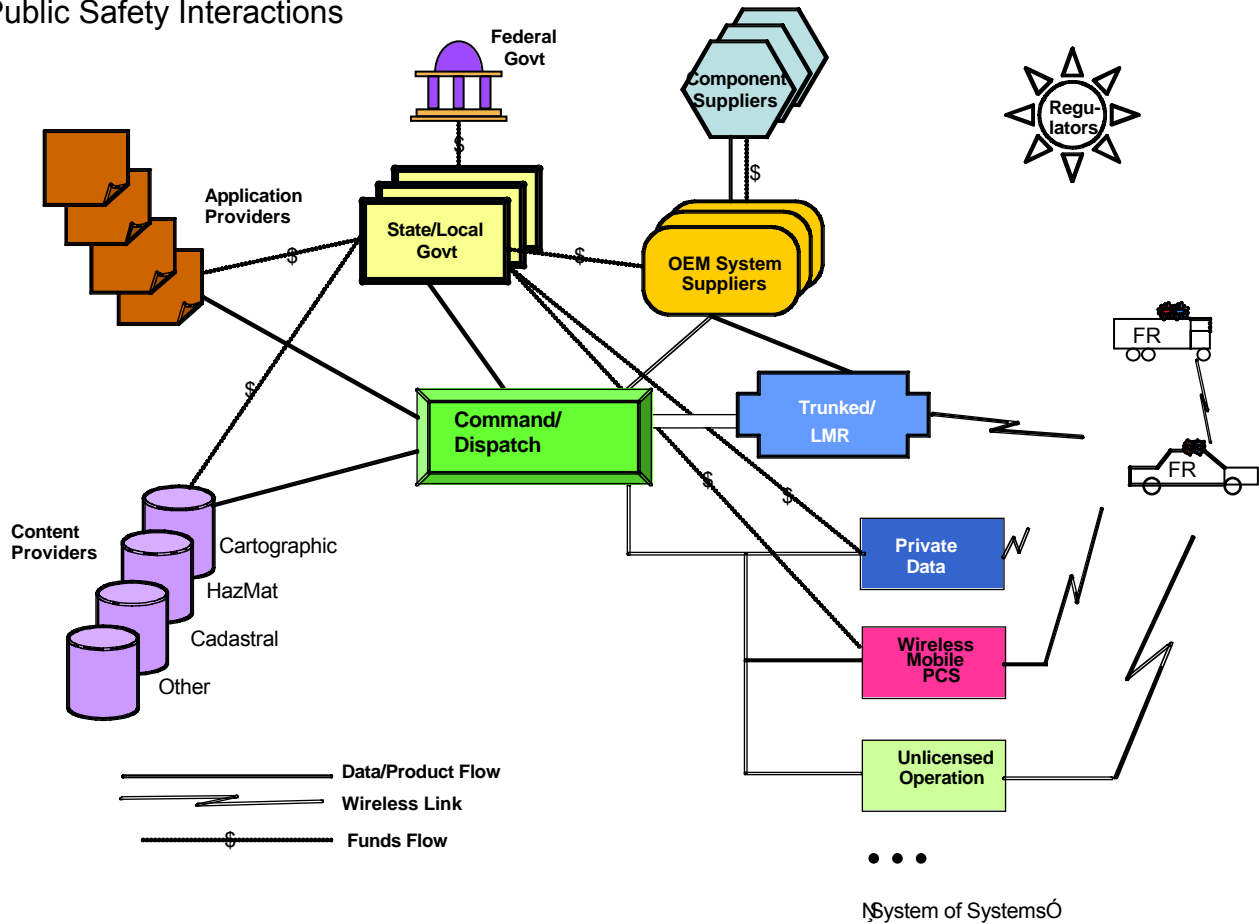 Public Safety Interactions
Federal
Govt
Component
Suppliers
Regu-
lators
$
$
Application
Providers
State/Local
Govt
$
$
OEM System
Suppliers
FR
$
Command/
Dispatch
Trunked/
LMR
FR
$
$
Content
Providers
Cartographic
HazMat
Cadastral
Other
Private
Data
Wireless
Mobile
PCS
Unlicensed
Operation
Data/Product Flow
Wireless Link
$
Funds Flow
• • •
System of SystemsÓ